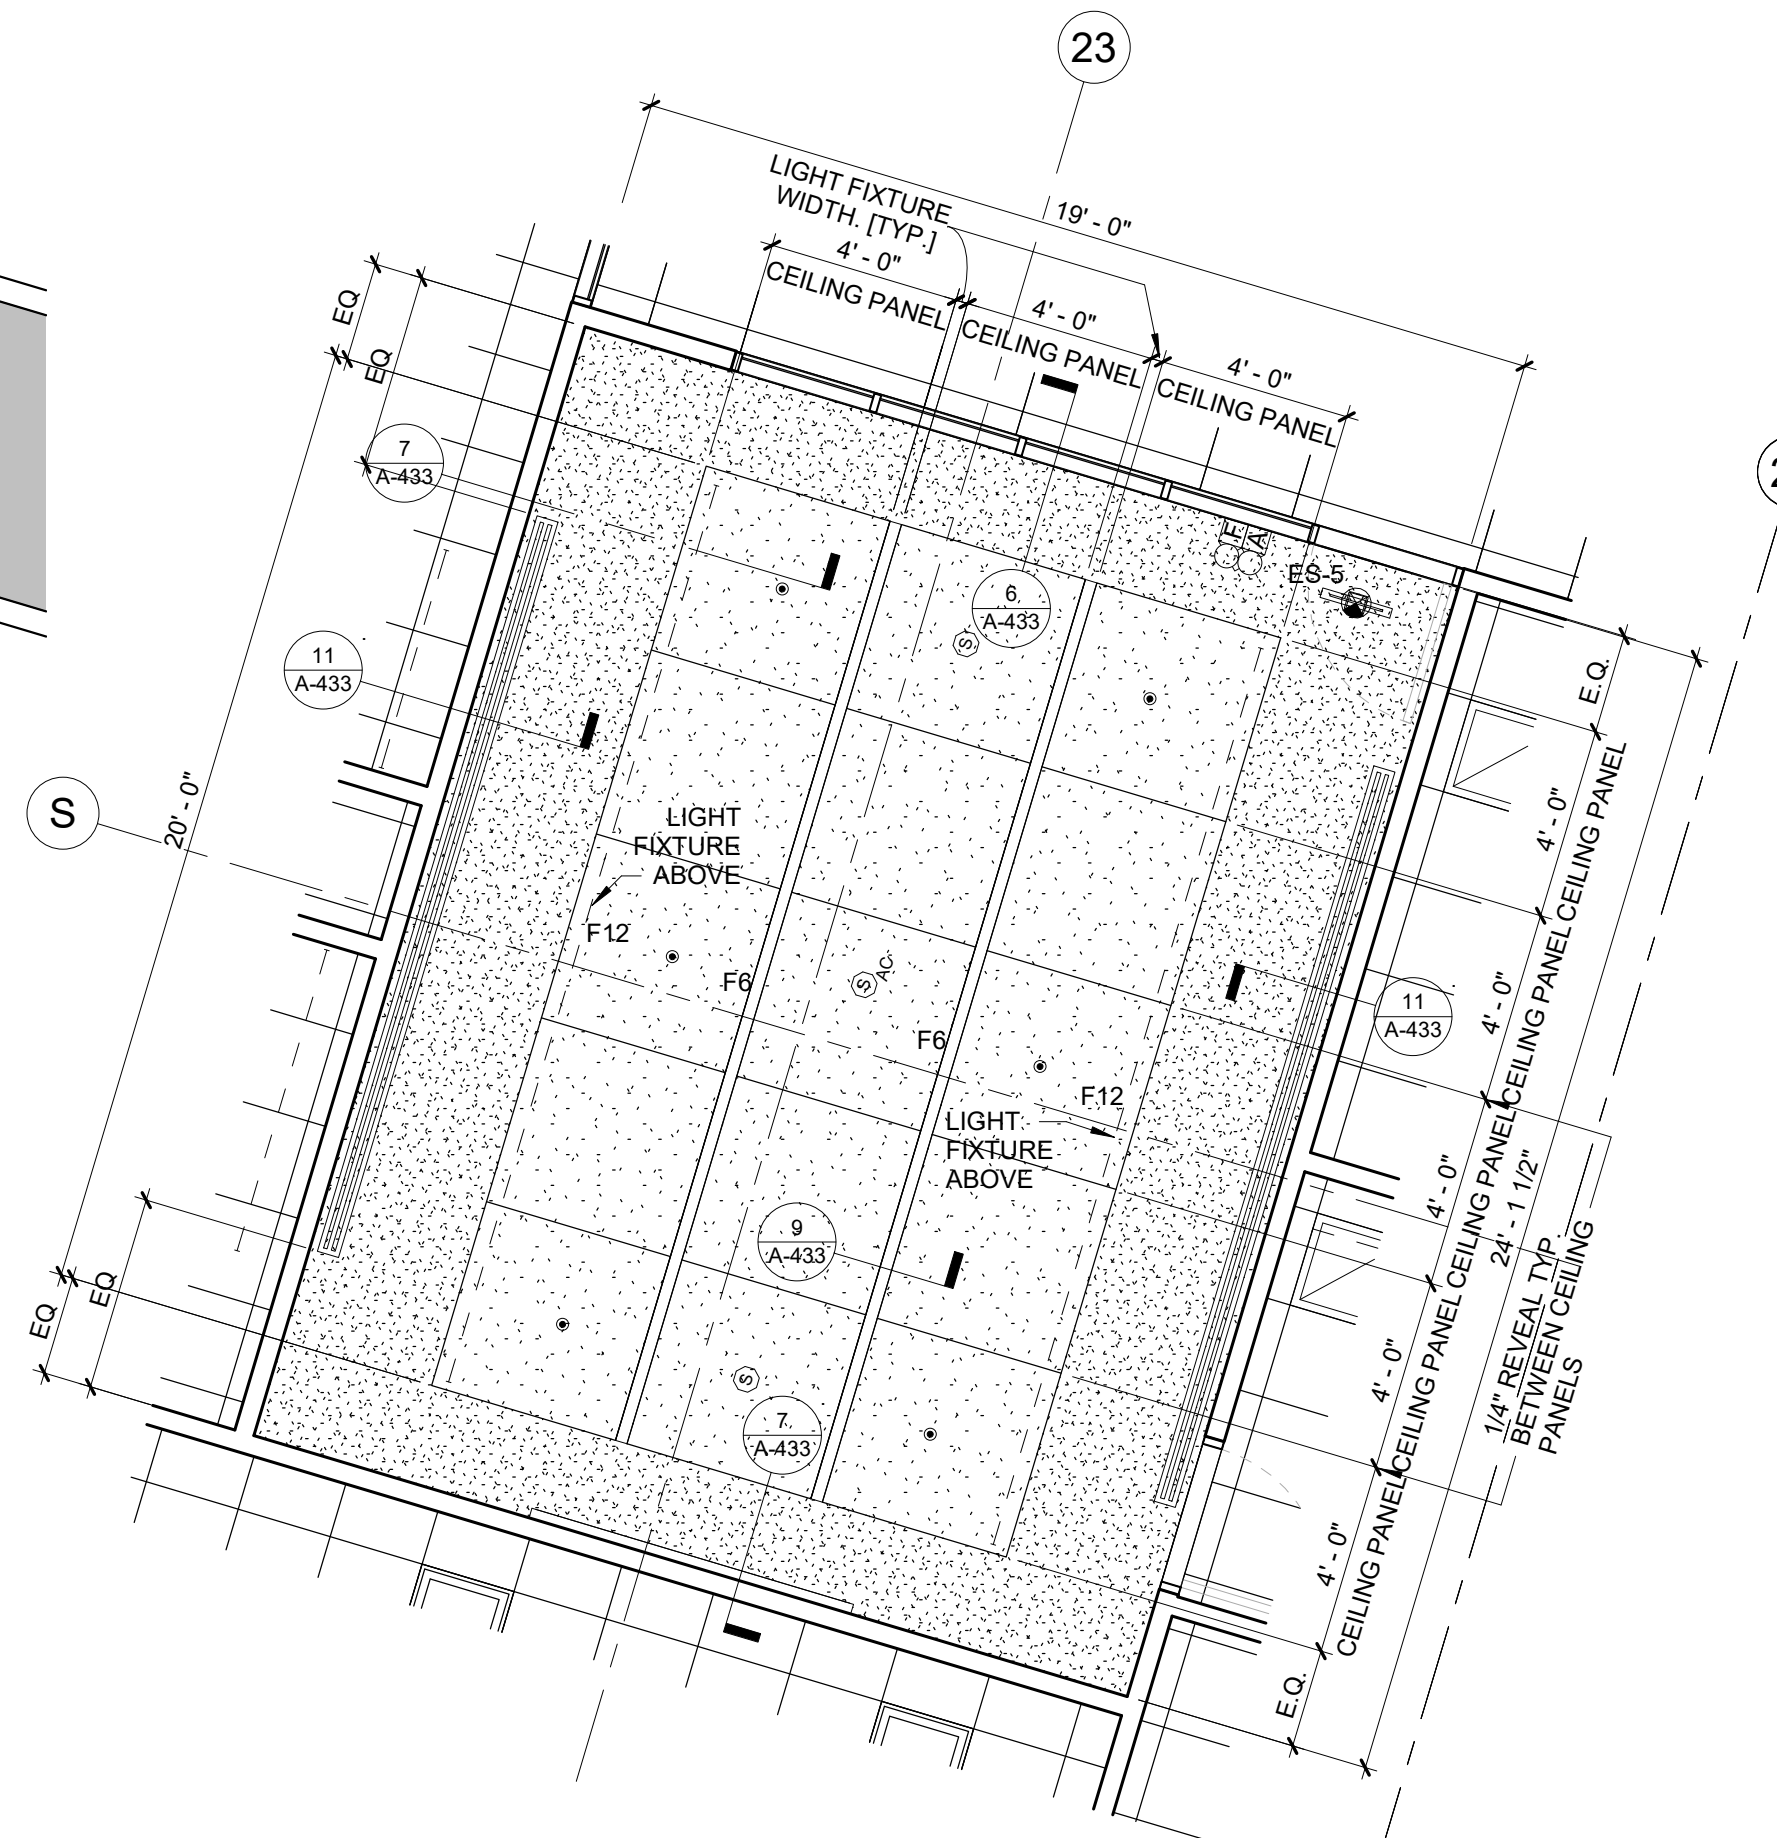 23
19' - 0"
LIGHT FIXTURE
WIDTH. [TYP.]
4' - 0"
CEILING PANEL
4' - 0"
CEILING PANEL
4' - 0"
CEILING PANEL
EQ
EQ
7
A-433
6
A-433
F
A
ES-5
S
11
A-433
E.Q.
S
20' - 0"
LIGHT
FIXTURE
ABOVE
F12
F6
S
AC
F6
F12
LIGHT
FIXTURE
ABOVE
11
A-433
4' - 0"
CEILING PANEL
4' - 0"
CEILING PANEL
4' - 0"
CEILING PANEL
4' - 0"
CEILING PANEL
4' - 0"
CEILING PANEL
24' - 1 1/2"
1/4" REVEAL TYP.
BETWEEN CEILING
PANELS
9
A-433
EQ
EQ
S
7
A-433
E.Q.